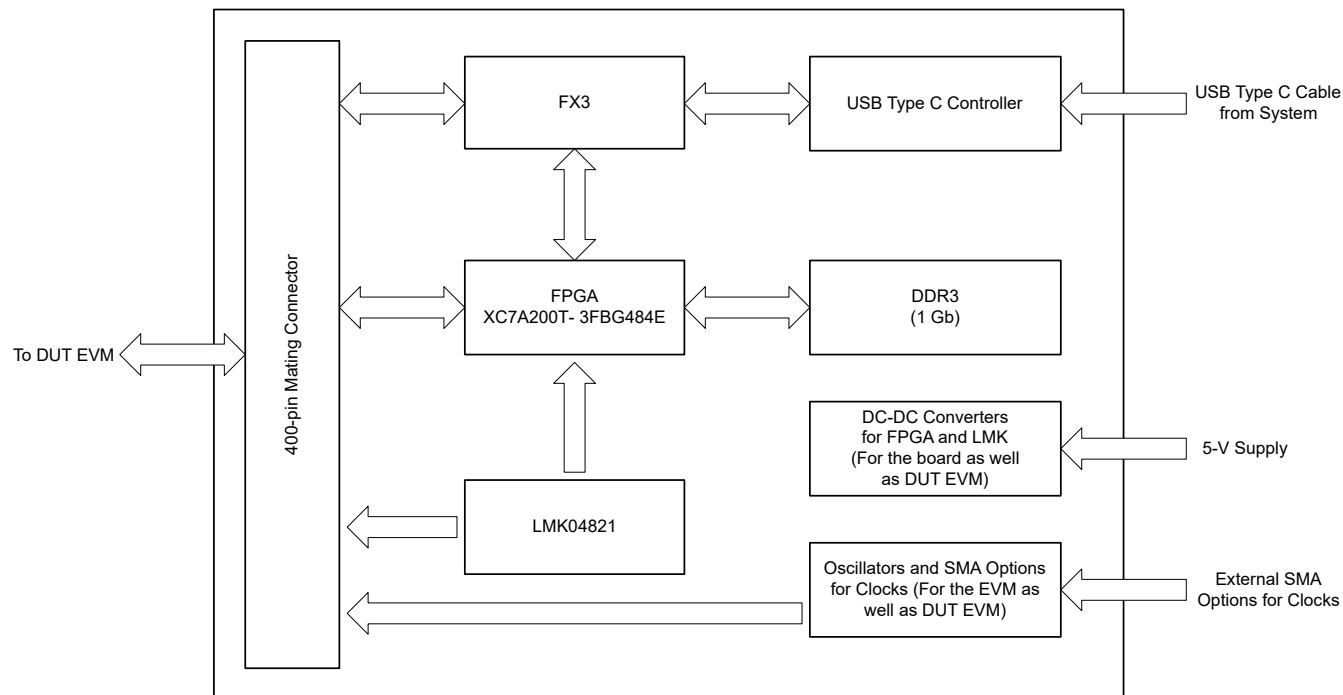 FX3
USB Type C Controller
USB Type C Cable
from System
400-pin Mating Connector
FPGA
XC7A200T- 3FBG484E
DDR3
(1 Gb)
To DUT EVM
DC-DC Converters
for FPGA and LMK
(For the board as well
as DUT EVM)
5-V Supply
LMK04821
Oscillators and SMA Options
for Clocks (For the EVM as
well as DUT EVM)
External SMA
Options for Clocks